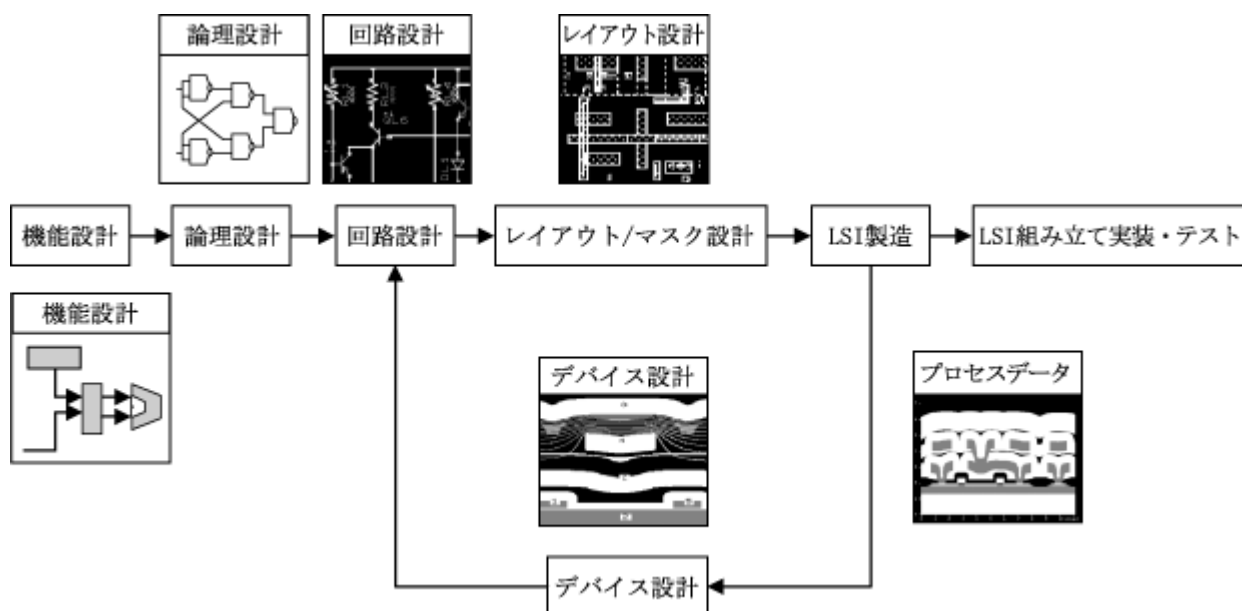 論理設計
回路設計
レイアウト設計
機能設計
論理設計
回路設計
レイアウト/マスク設計
LSI製造
LSI組み立て実装・テスト
機能設計
デバイス設計
プロセスデータ
デバイス設計